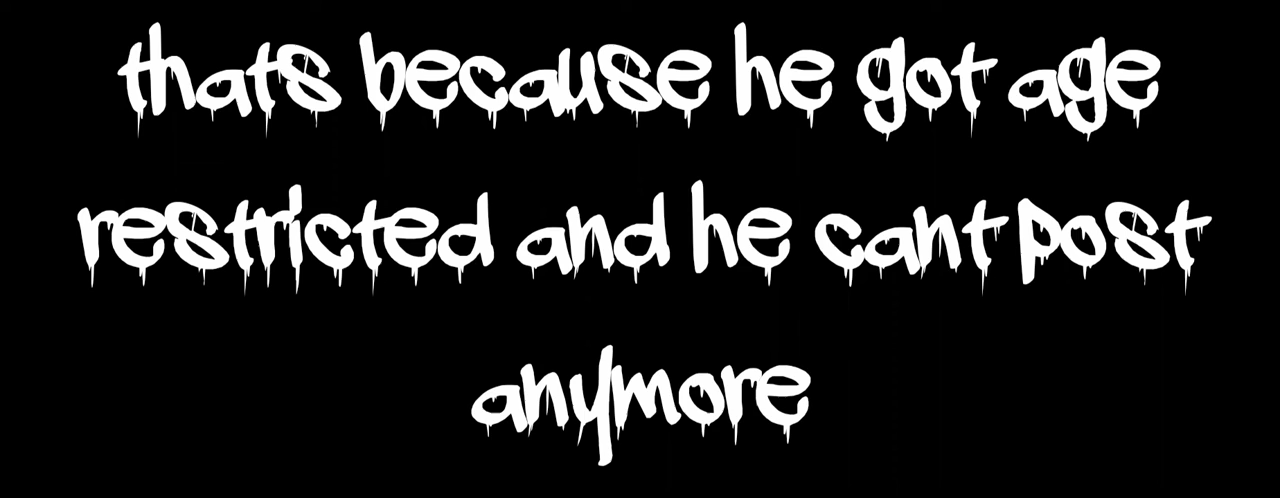 thats because he got age
restricted and he cant post
anymore